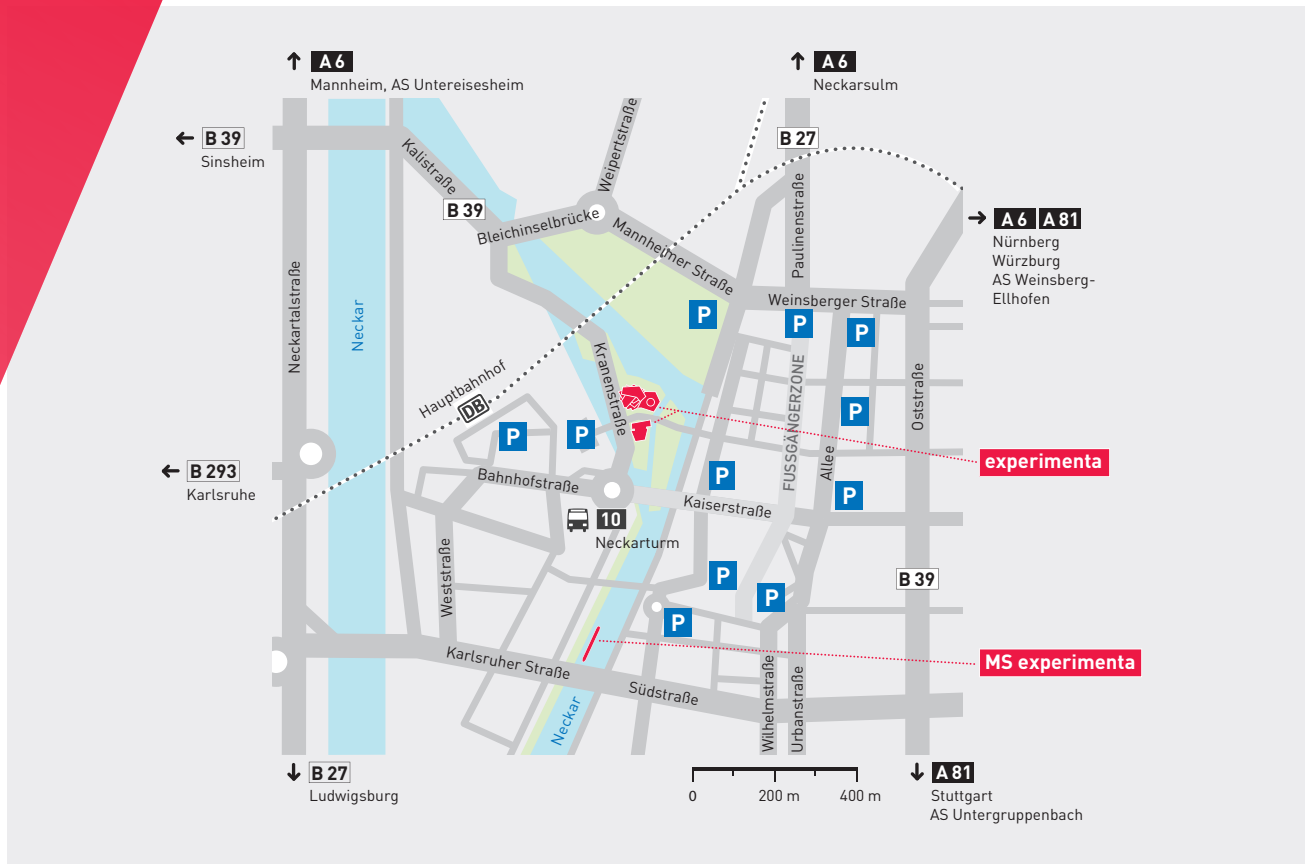 A 6
Mannheim, AS Untereisesheim
A 6
Neckarsulm
B 39
Sinsheim
B 27
Kalistraße
Weipertstraße
B 39
Bleichinselbrücke
Mannheimer Straße
Paulinenstraße
A 6 A 81
Nürnberg
Würzburg
AS Weinsberg-
Ellhofen
Neckartalstraße
Neckar
Weinsberger Straße
P
P
P
Kranenstraße
FUSSGÄNGERZONE
Oststraße
Hauptbahnhof
DB
P
P
P
Allee
experimenta
B 293
Karlsruhe
Bahnhofstraße
P
P
Kaiserstraße
10
Neckarturm
Weststraße
P
P
P
B 39
Karlsruher Straße
Südstraße
MS experimenta
Neckar
Wilhelmstraße
Urbanstraße
B 27
Ludwigsburg
0
200 m
400 m
A 81
Stuttgart
AS Untergruppenbach